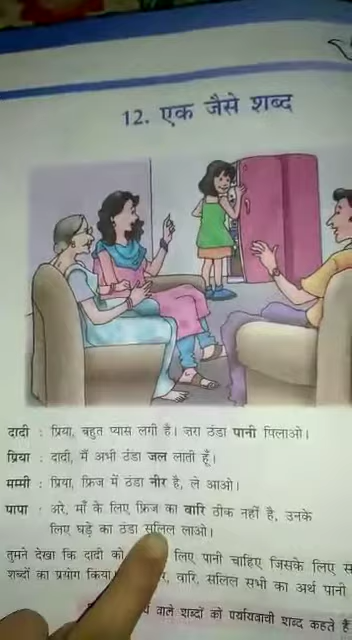 12. एक जैसे शब्द
दादी : प्रिया, बहुत प्यास लगी है। ज़रा ठंडा पानी पिलाओ।
प्रिया : दादी, मैं अभी ठंडा जल लाती हूँ।
मम्मी : प्रिया, फ्रिज में ठंडा नीर है, ले आओ।
पापा : अरे, माँ के लिए फ्रिज का वारि ठीक नहीं है, उनके
लिए घड़े का ठंडा सलिल लाओ।
तुमने देखा कि दादी को लिए पानी चाहिए जिसके लिए
शब्दों का प्रयोग किया वारि, सलिल सभी का अर्थ पानी
वाले शब्दों को पर्यायवाची शब्द कहते हैं